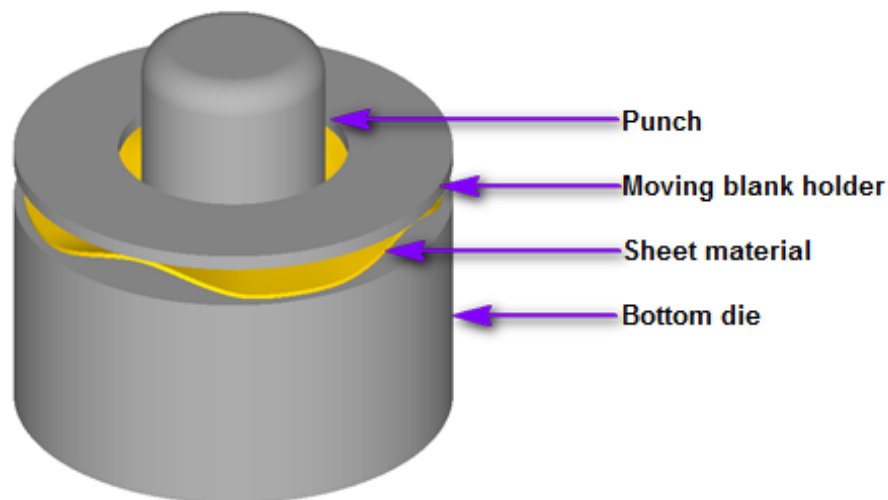 Punch
Moving blank holder
Sheet material
Bottom die